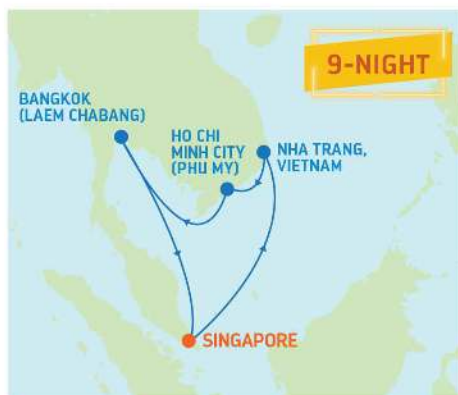 9-NIGHT
BANGKOK
(LAEM CHABANG)
HO CHI
MINH CITY
(PHU MY)
NHA TRANG,
VIETNAM
SINGAPORE